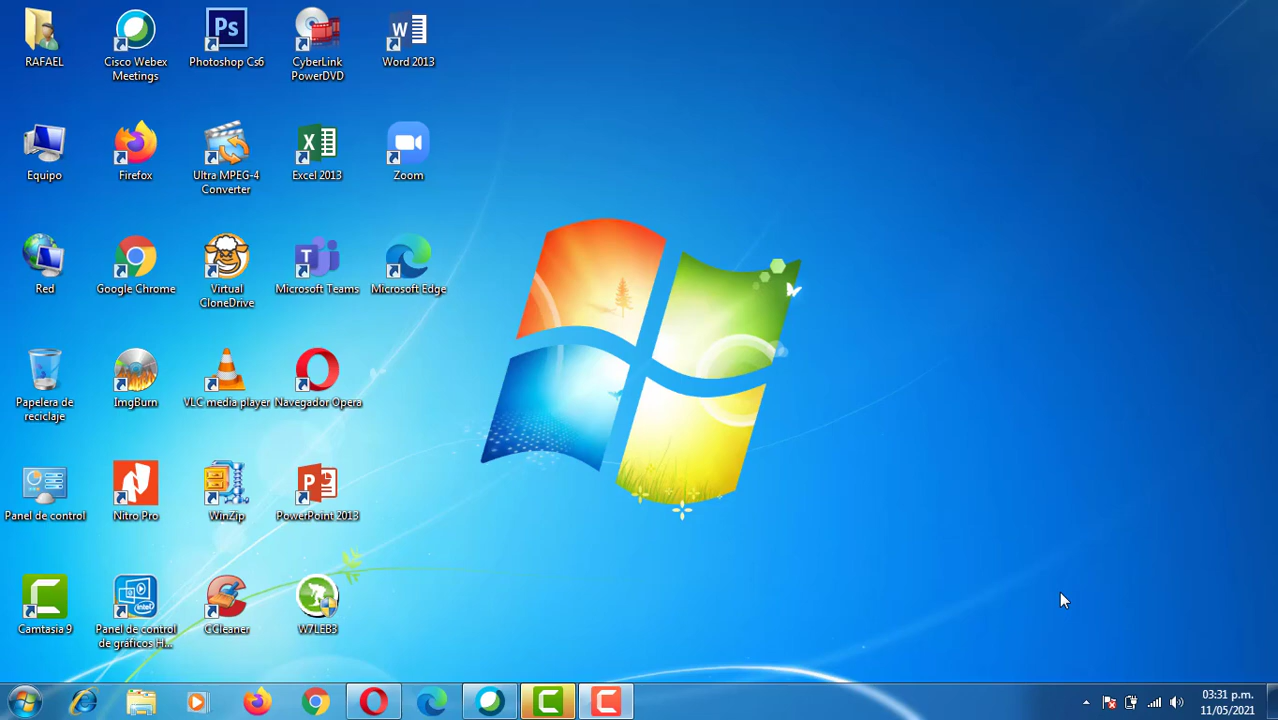 RAFAEL
Cisco Webex
Meetings
Ps
Photoshop Cs6
CyberLink
PowerDVD
W
Word 2013
Equipo
Firefox
Ultra MPEG-4
Converter
X
Excel 2013
Zoom
Red
Google Chrome
Virtual
CloneDrive
T
Microsoft Teams
Microsoft Edge
Papelera de
reciclaje
ImgBurn
VLC media player
Navegador Opera
Panel de control
Nitro Pro
WinZip
P
PowerPoint 2013
C
Camtasia 9
intel
Panel de control
de gráficos H...
CCleaner
W7LEB3
C
C
03:31 p.m.
11/05/2021